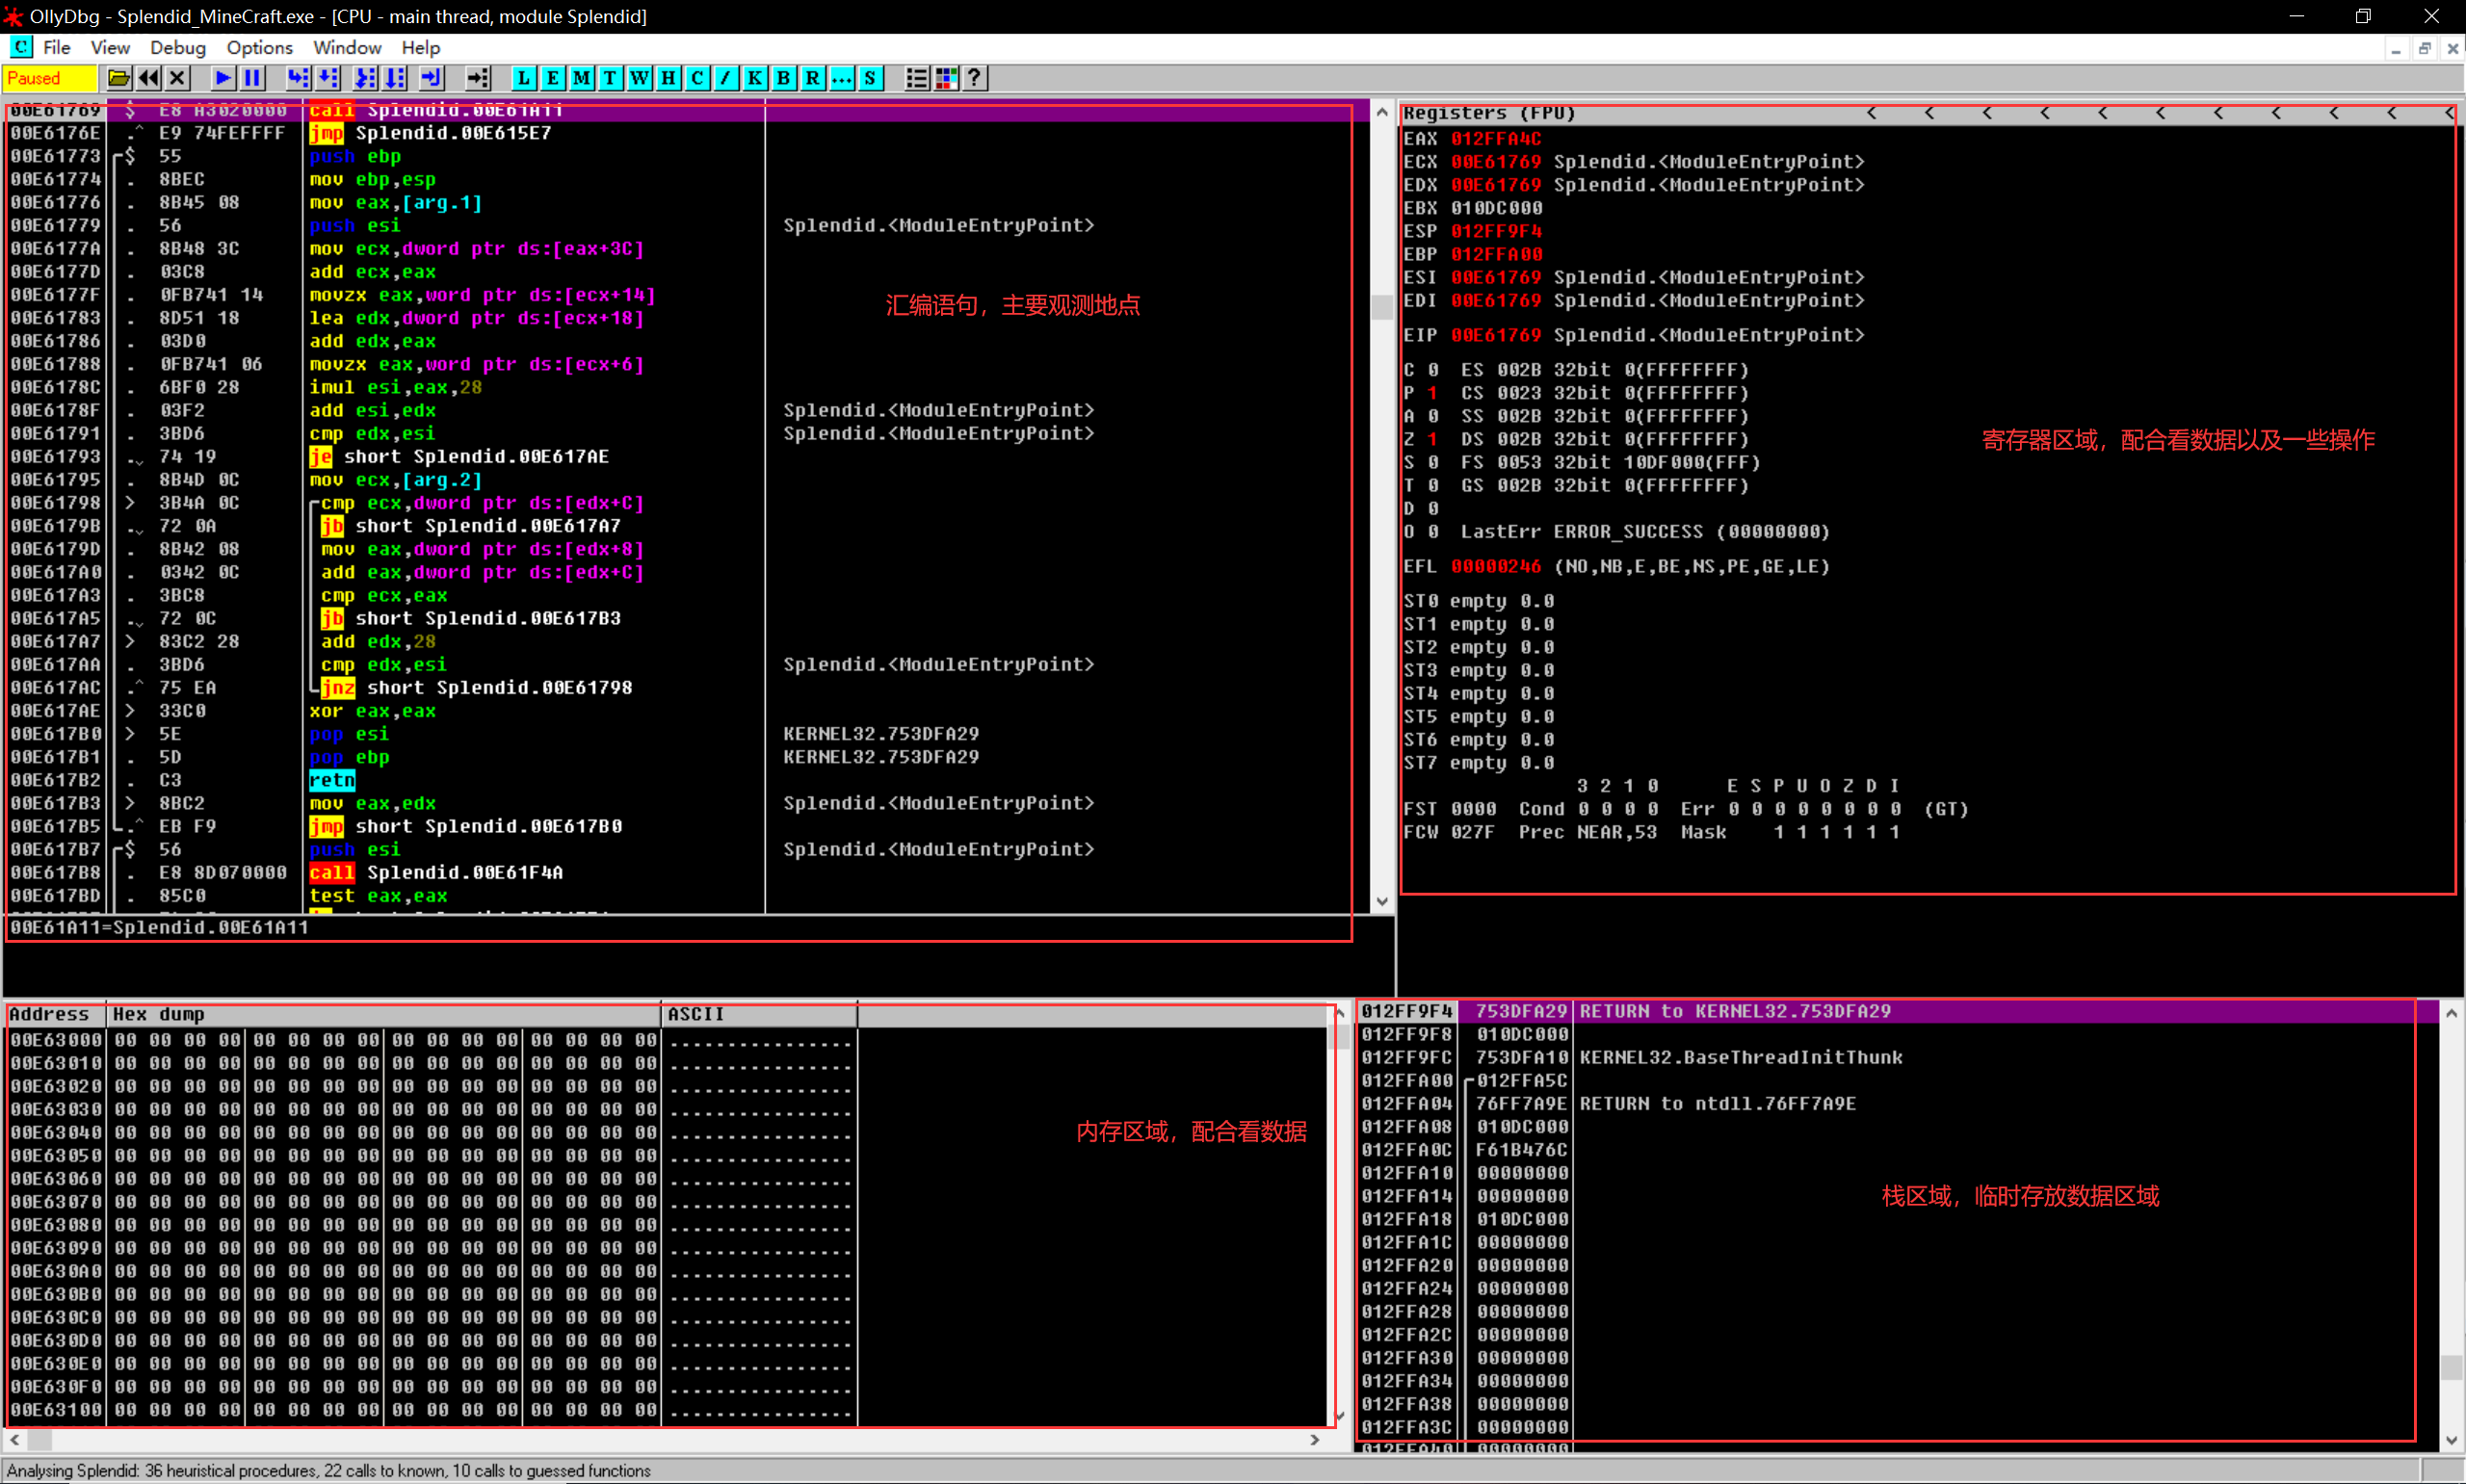 OllyDbg - Splendid_MineCraft.exe - [CPU - main thread, module Splendid]
C File View Debug Options Window Help
Paused L E M T W H C / K B R ... S ?
00E61769 $ E8 A3020000 call Splendid.00E61A11
00E6176E .^ E9 74FEFFFF jmp Splendid.00E615E7
00E61773 $ 55 push ebp
00E61774 . 8BEC mov ebp,esp
00E61776 . 8B45 08 mov eax,[arg.1]
00E61779 . 56 push esi Splendid.<ModuleEntryPoint>
00E6177A . 8B48 3C mov ecx,dword ptr ds:[eax+3C]
00E6177D . 03C8 add ecx,eax
00E6177F . 0FB741 14 movzx eax,word ptr ds:[ecx+14]
00E61783 . 8D51 18 lea edx,dword ptr ds:[ecx+18]
00E61786 . 03D0 add edx,eax
00E61788 . 0FB741 06 movzx eax,word ptr ds:[ecx+6]
00E6178C . 6BF0 28 imul esi,eax,28
00E6178F . 03F2 add esi,edx Splendid.<ModuleEntryPoint>
00E61791 . 3BD6 cmp edx,esi Splendid.<ModuleEntryPoint>
00E61793 .v 74 19 je short Splendid.00E617AE
00E61795 . 8B4D 0C mov ecx,[arg.2]
00E61798 > 3B4A 0C cmp ecx,dword ptr ds:[edx+C]
00E6179B .v 72 0A jb short Splendid.00E617A7
00E6179D . 8B42 08 mov eax,dword ptr ds:[edx+8]
00E617A0 . 0342 0C add eax,dword ptr ds:[edx+C]
00E617A3 . 3BC8 cmp ecx,eax
00E617A5 .v 72 0C jb short Splendid.00E617B3
00E617A7 > 83C2 28 add edx,28
00E617AA . 3BD6 cmp edx,esi Splendid.<ModuleEntryPoint>
00E617AC .^ 75 EA jnz short Splendid.00E61798
00E617AE > 33C0 xor eax,eax
00E617B0 > 5E pop esi KERNEL32.753DFA29
00E617B1 . 5D pop ebp KERNEL32.753DFA29
00E617B2 . C3 retn
00E617B3 > 8BC2 mov eax,edx Splendid.<ModuleEntryPoint>
00E617B5 .^ EB F9 jmp short Splendid.00E617B0
00E617B7 $ 56 push esi Splendid.<ModuleEntryPoint>
00E617B8 . E8 8D070000 call Splendid.00E61F4A
00E617BD . 85C0 test eax,eax
汇编语句，主要观测地点
00E61A11=Splendid.00E61A11
Registers (FPU) < < < < < < < < < < <
EAX 012FFA4C
ECX 00E61769 Splendid.<ModuleEntryPoint>
EDX 00E61769 Splendid.<ModuleEntryPoint>
EBX 010DC000
ESP 012FF9F4
EBP 012FFA00
ESI 00E61769 Splendid.<ModuleEntryPoint>
EDI 00E61769 Splendid.<ModuleEntryPoint>
EIP 00E61769 Splendid.<ModuleEntryPoint>
C 0 ES 002B 32bit 0(FFFFFFFF)
P 1 CS 0023 32bit 0(FFFFFFFF)
A 0 SS 002B 32bit 0(FFFFFFFF)
Z 1 DS 002B 32bit 0(FFFFFFFF)
S 0 FS 0053 32bit 10DF000(FFF)
T 0 GS 002B 32bit 0(FFFFFFFF)
D 0
O 0 LastErr ERROR_SUCCESS (00000000)
EFL 00000246 (NO,NB,E,BE,NS,PE,GE,LE)
ST0 empty 0.0
ST1 empty 0.0
ST2 empty 0.0
ST3 empty 0.0
ST4 empty 0.0
ST5 empty 0.0
ST6 empty 0.0
ST7 empty 0.0
3 2 1 0 E S P U O Z D I
FST 0000 Cond 0 0 0 0 Err 0 0 0 0 0 0 0 0 (GT)
FCW 027F Prec NEAR,53 Mask 1 1 1 1 1 1
寄存器区域，配合看数据以及一些操作
Address Hex dump ASCII
00E63000 00 00 00 00 00 00 00 00 00 00 00 00 00 00 00 00 ................
00E63010 00 00 00 00 00 00 00 00 00 00 00 00 00 00 00 00 ................
00E63020 00 00 00 00 00 00 00 00 00 00 00 00 00 00 00 00 ................
00E63030 00 00 00 00 00 00 00 00 00 00 00 00 00 00 00 00 ................
00E63040 00 00 00 00 00 00 00 00 00 00 00 00 00 00 00 00 ................
00E63050 00 00 00 00 00 00 00 00 00 00 00 00 00 00 00 00 ................
00E63060 00 00 00 00 00 00 00 00 00 00 00 00 00 00 00 00 ................
00E63070 00 00 00 00 00 00 00 00 00 00 00 00 00 00 00 00 ................
00E63080 00 00 00 00 00 00 00 00 00 00 00 00 00 00 00 00 ................
00E63090 00 00 00 00 00 00 00 00 00 00 00 00 00 00 00 00 ................
00E630A0 00 00 00 00 00 00 00 00 00 00 00 00 00 00 00 00 ................
00E630B0 00 00 00 00 00 00 00 00 00 00 00 00 00 00 00 00 ................
00E630C0 00 00 00 00 00 00 00 00 00 00 00 00 00 00 00 00 ................
00E630D0 00 00 00 00 00 00 00 00 00 00 00 00 00 00 00 00 ................
00E630E0 00 00 00 00 00 00 00 00 00 00 00 00 00 00 00 00 ................
00E630F0 00 00 00 00 00 00 00 00 00 00 00 00 00 00 00 00 ................
00E63100 00 00 00 00 00 00 00 00 00 00 00 00 00 00 00 00 ................
内存区域，配合看数据
012FF9F4 753DFA29 RETURN to KERNEL32.753DFA29
012FF9F8 010DC000
012FF9FC 753DFA10 KERNEL32.BaseThreadInitThunk
012FFA00 012FFA5C
012FFA04 76FF7A9E RETURN to ntdll.76FF7A9E
012FFA08 010DC000
012FFA0C F61B476C
012FFA10 00000000
012FFA14 00000000
012FFA18 010DC000
012FFA1C 00000000
012FFA20 00000000
012FFA24 00000000
012FFA28 00000000
012FFA2C 00000000
012FFA30 00000000
012FFA34 00000000
012FFA38 00000000
012FFA3C 00000000
012FFA40 00000000
栈区域，临时存放数据区域
Analysing Splendid: 36 heuristical procedures, 22 calls to known, 10 calls to guessed functions